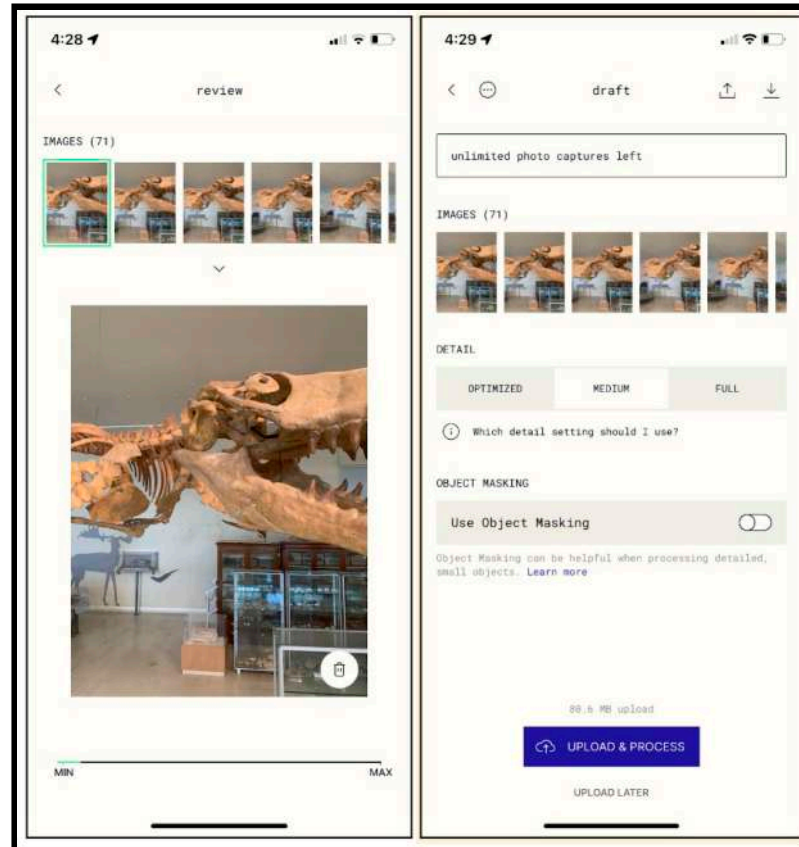 4:28
review
IMAGES (71)
MIN
MAX
4:29
draft
unlimited photo captures left
IMAGES (71)
DETAIL
OPTIMIZED MEDIUM FULL
Which detail setting should I use?
OBJECT MASKING
Use Object Masking
Object Masking can be helpful when processing detailed,
small objects. Learn more
80.6 MB upload
UPLOAD & PROCESS
UPLOAD LATER